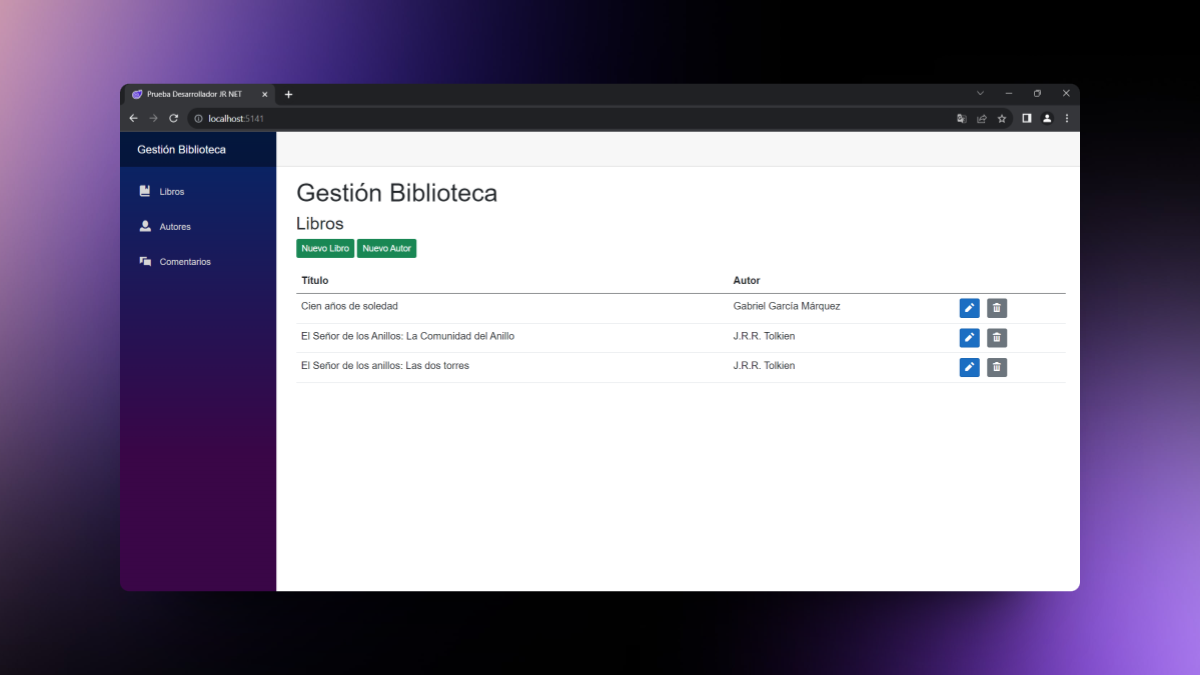 Prueba Desarrollador JR NET
localhost:5141
Gestión Biblioteca
Libros
Autores
Comentarios
Gestión Biblioteca
Libros
Nuevo Libro Nuevo Autor
Titulo Autor
Cien años de soledad Gabriel García Márquez
El Señor de los Anillos: La Comunidad del Anillo J.R.R. Tolkien
El Señor de los anillos: Las dos torres J.R.R. Tolkien